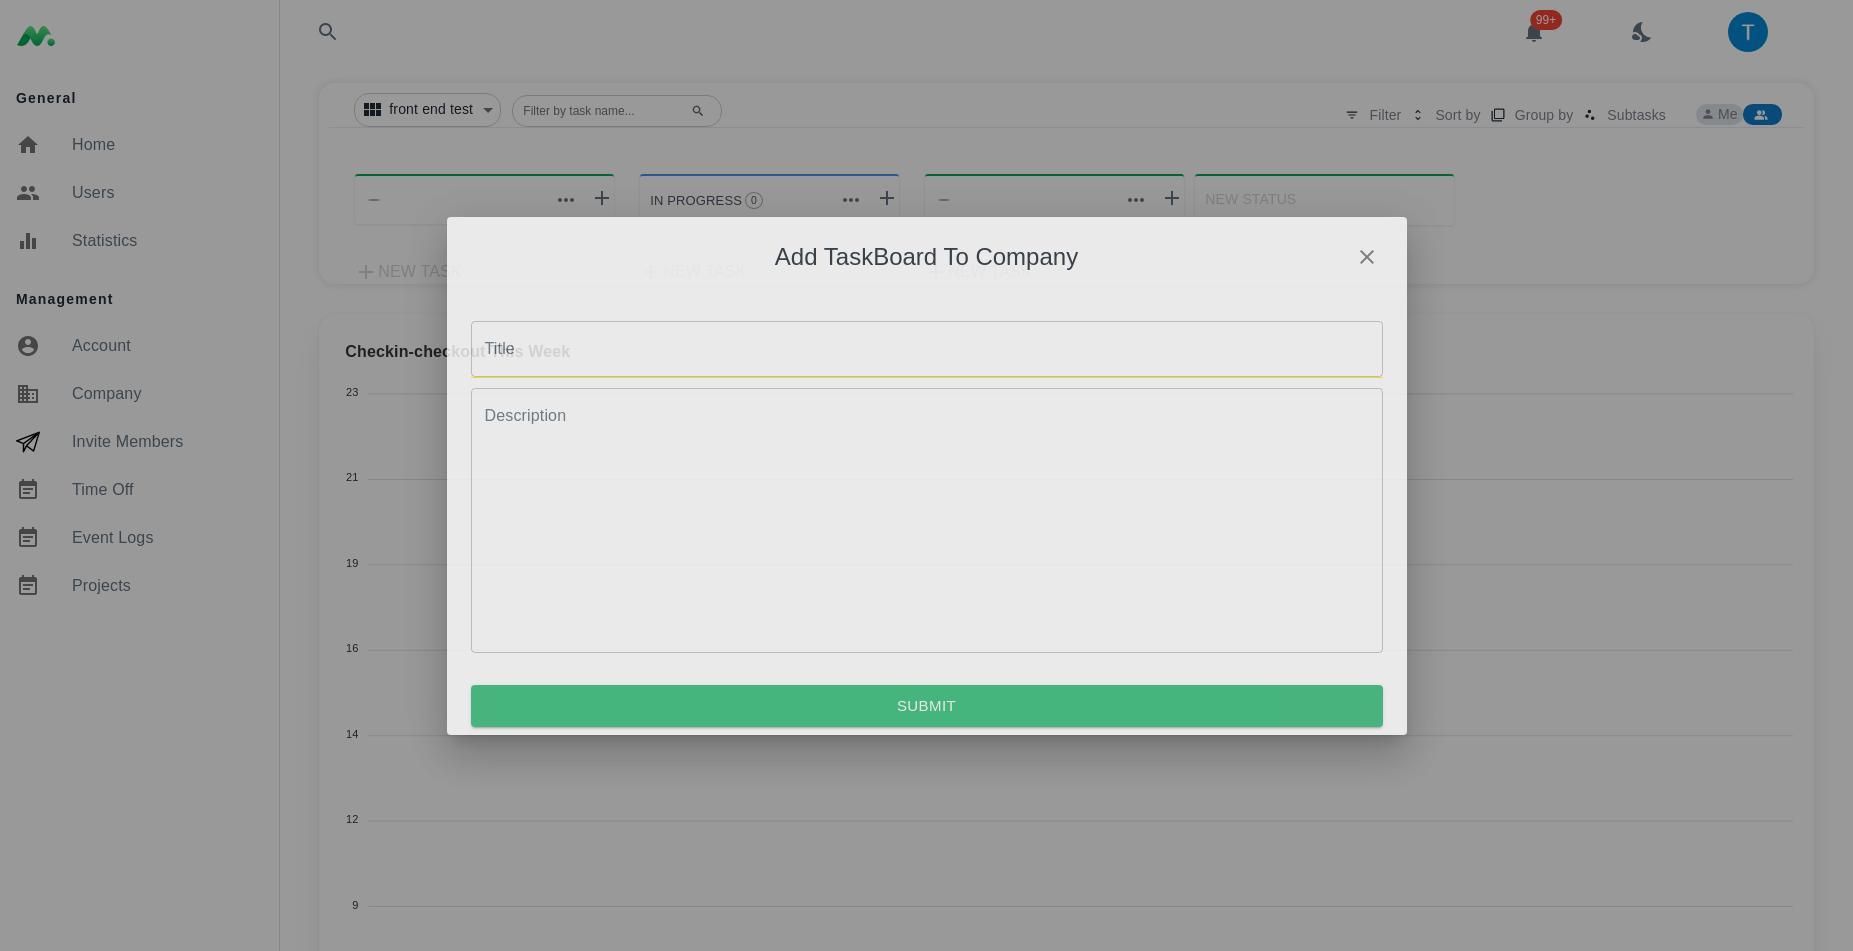 General
Home
Users
Statistics
Management
Account
Company
Invite Members
Time Off
Event Logs
Projects
99+
T
front end test
Filter by task name...
Filter
Sort by
Group by
Subtasks
Me
IN PROGRESS 0
NEW STATUS
NEW TASK
NEW TASK
NEW TASK
Add TaskBoard To Company
Title
Description
SUBMIT
Checkin-checkout This Week
23
21
19
16
14
12
9